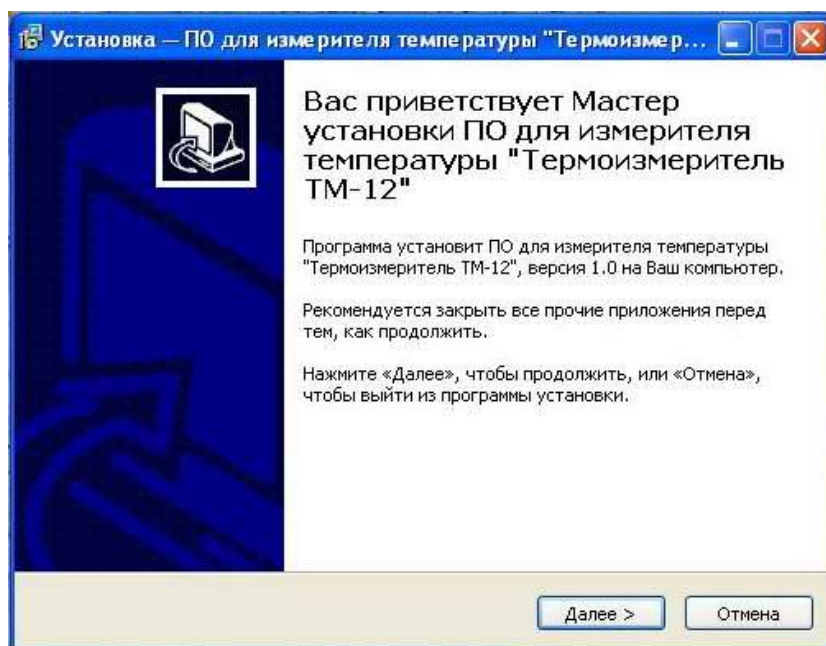 Установка — ПО для измерителя температуры "Термоизмер...
Вас приветствует Мастер
установки ПО для измерителя
температуры "Термоизмеритель
ТМ-12"
Программа установит ПО для измерителя температуры
"Термоизмеритель ТМ-12", версия 1.0 на Ваш компьютер.
Рекомендуется закрыть все прочие приложения перед
тем, как продолжить.
Нажмите «Далее», чтобы продолжить, или «Отмена»,
чтобы выйти из программы установки.
Далее >
Отмена